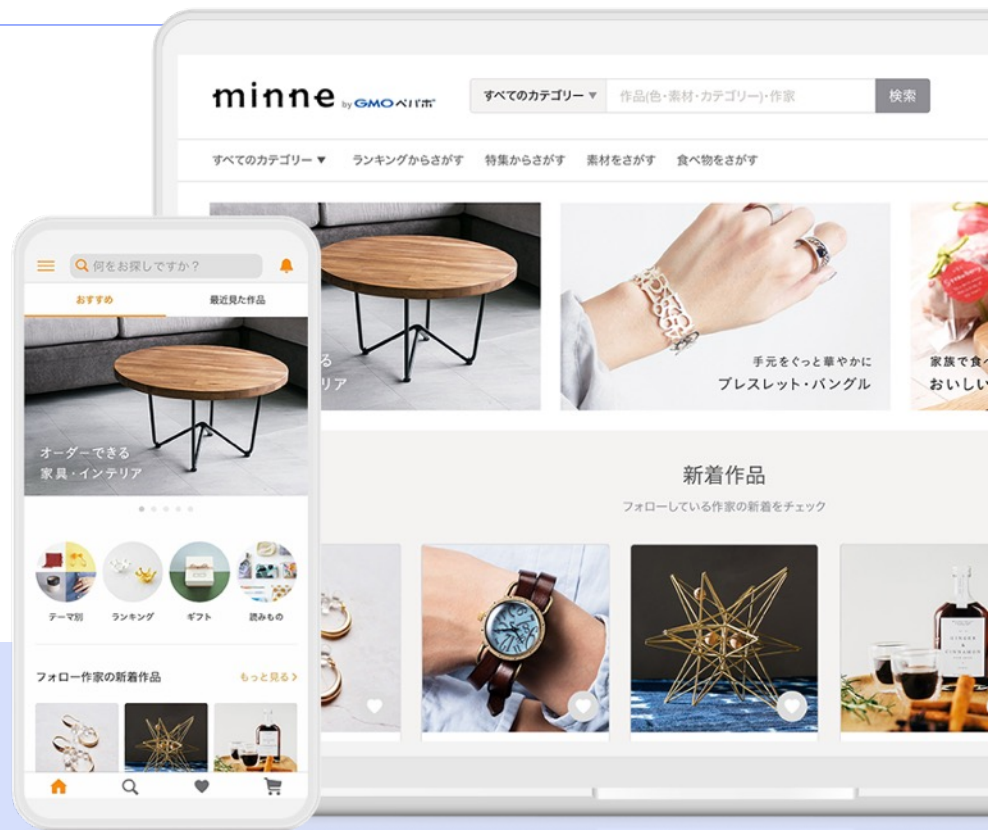 minne by GMOペパボ
すべてのカテゴリー ▼
作品(色・素材・カテゴリー)・作家
検索
すべてのカテゴリー ▼
ランキングからさがす
特集からさがす
素材をさがす
食べ物をさがす
る
リア
手元をぐっと華やかに
ブレスレット・バングル
Strawberry
家族で食べ
おいしい
新着作品
フォローしている作家の新着をチェック
GINGER
&
CINNAMON
何をお探しですか?
おすすめ
最近見た作品
オーダーできる
家具・インテリア
テーマ別
ランキング
ギフト
読みもの
フォロー作家の新着作品
もっと見る >